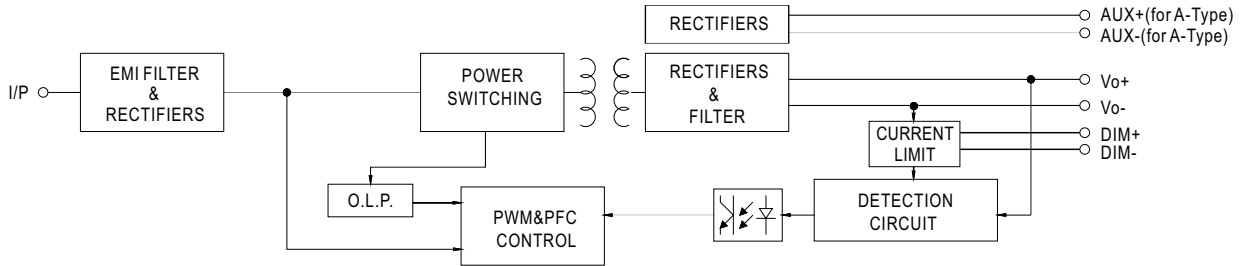 RECTIFIERS
AUX+(for A-Type)
AUX-(for A-Type)
I/P
EMI FILTER
&
RECTIFIERS
POWER
SWITCHING
RECTIFIERS
&
FILTER
Vo+
Vo-
CURRENT
LIMIT
DIM+
DIM-
O.L.P.
PWM&PFC
CONTROL
DETECTION
CIRCUIT